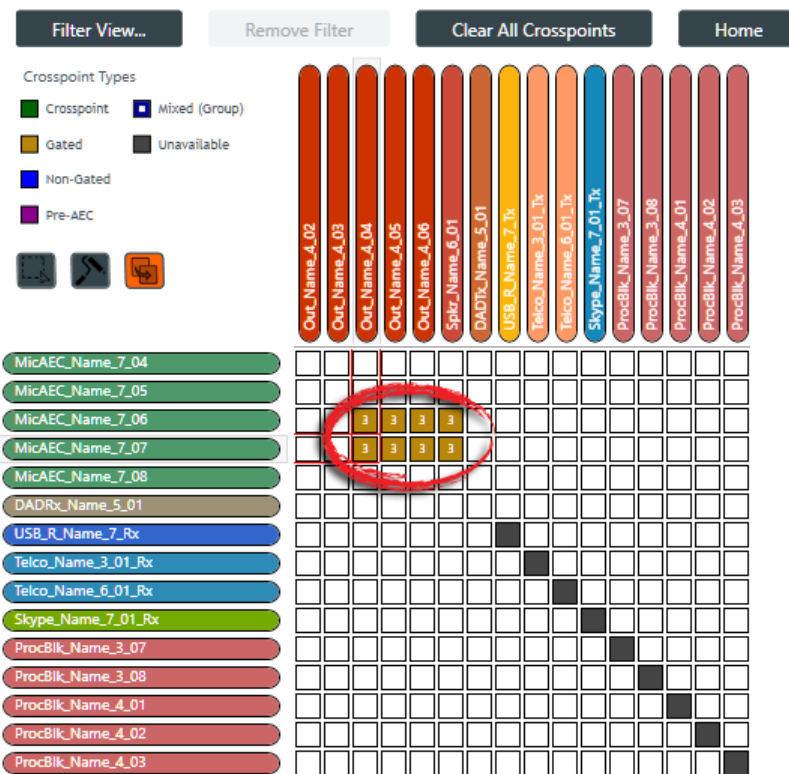 Filter View...
Remove Filter
Clear All Crosspoints
Home
Crosspoint Types
Crosspoint
Mixed (Group)
Gated
Unavailable
Non-Gated
Pre-AEC
Out_Name_4_02
Out_Name_4_03
Out_Name_4_04
Out_Name_4_05
Out_Name_4_06
Spkr_Name_6_01
DADTx_Name_5_01
USB_R_Name_7_Tx
Telco_Name_3_01_Tx
Telco_Name_6_01_Tx
Skype_Name_7_01_Tx
ProcBlk_Name_3_07
ProcBlk_Name_3_08
ProcBlk_Name_4_01
ProcBlk_Name_4_02
ProcBlk_Name_4_03
MicAEC_Name_7_04
MicAEC_Name_7_05
MicAEC_Name_7_06
3 3 3 3
MicAEC_Name_7_07
3 3 3 3
MicAEC_Name_7_08
DADRx_Name_5_01
USB_R_Name_7_Rx
Telco_Name_3_01_Rx
Telco_Name_6_01_Rx
Skype_Name_7_01_Rx
ProcBlk_Name_3_07
ProcBlk_Name_3_08
ProcBlk_Name_4_01
ProcBlk_Name_4_02
ProcBlk_Name_4_03